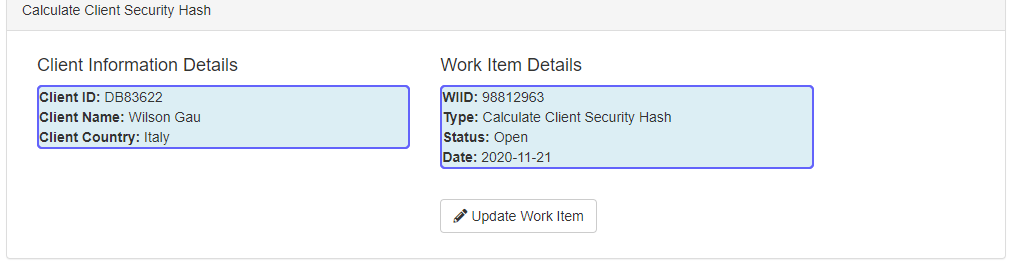 Calculate Client Security Hash
Client Information Details
Client ID: DB83622
Client Name: Wilson Gau
Client Country: Italy
Work Item Details
WIID: 98812963
Type: Calculate Client Security Hash
Status: Open
Date: 2020-11-21
Update Work Item